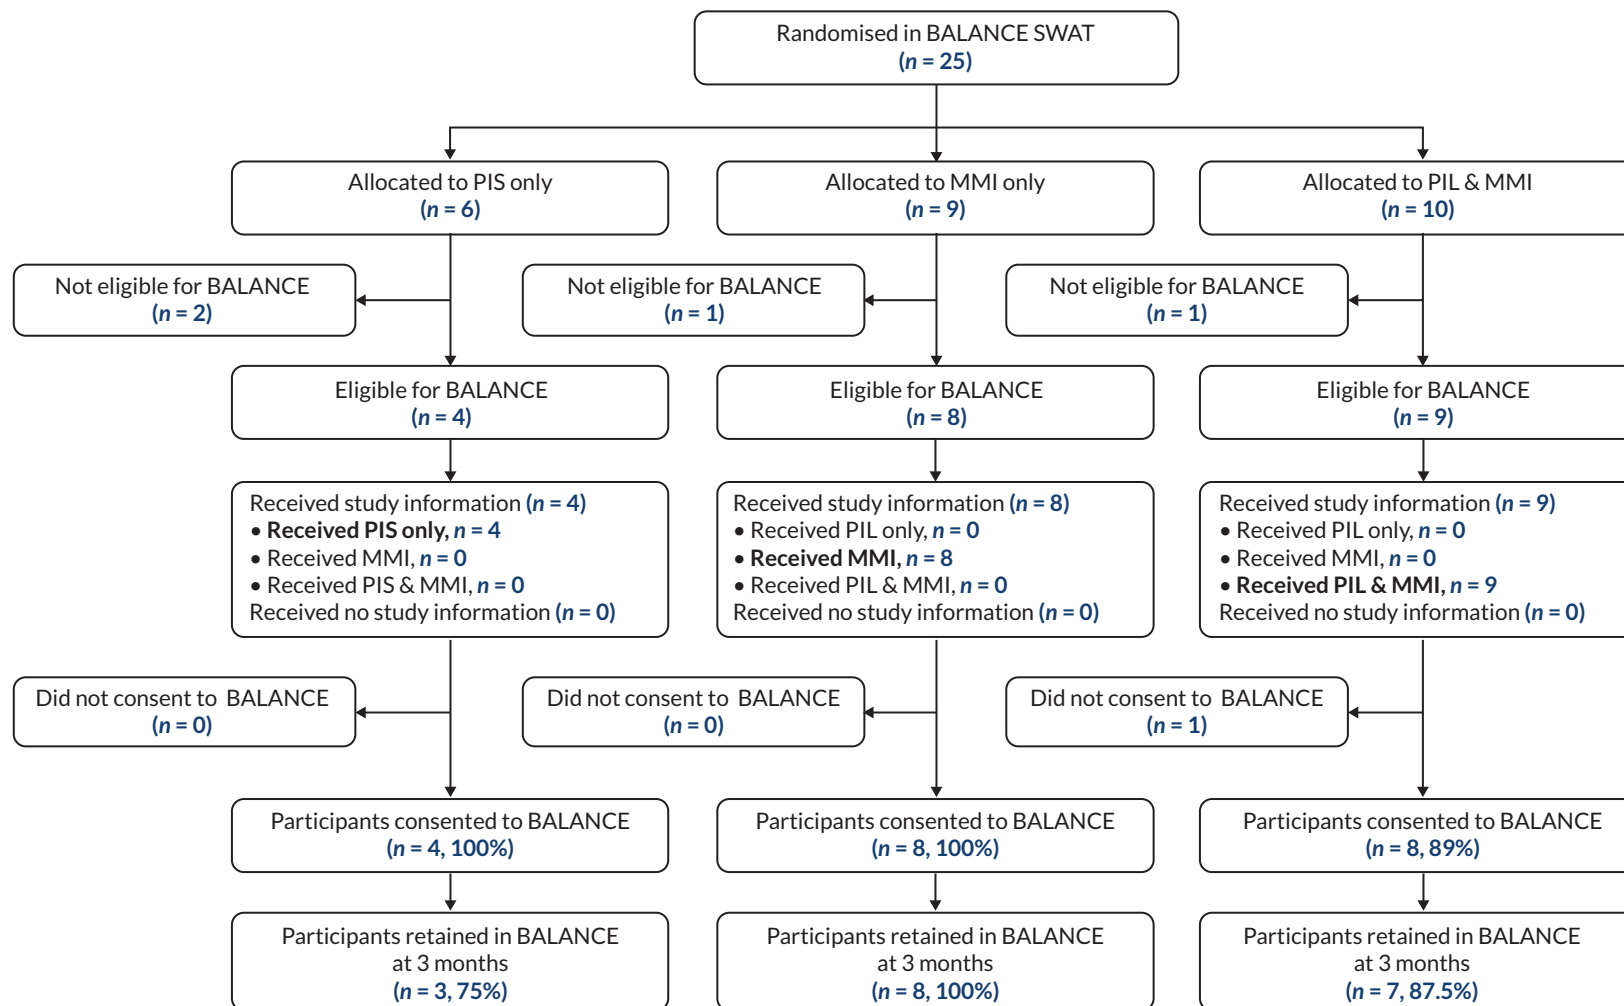 Randomised in BALANCE SWAT
(n = 25)
Allocated to PIS only
(n = 6)
Allocated to MMI only
(n = 9)
Allocated to PIL & MMI
(n = 10)
Not eligible for BALANCE
(n = 2)
Not eligible for BALANCE
(n = 1)
Not eligible for BALANCE
(n = 1)
Eligible for BALANCE
(n = 4)
Eligible for BALANCE
(n = 8)
Eligible for BALANCE
(n = 9)
Received study information (n = 4)
• Received PIS only, n = 4
• Received MMI, n = 0
• Received PIS & MMI, n = 0
Received no study information (n = 0)
Received study information (n = 8)
• Received PIL only, n = 0
• Received MMI, n = 8
• Received PIL & MMI, n = 0
Received no study information (n = 0)
Received study information (n = 9)
• Received PIL only, n = 0
• Received MMI, n = 0
• Received PIL & MMI, n = 9
Received no study information (n = 0)
Did not consent to BALANCE
(n = 0)
Did not consent to BALANCE
(n = 0)
Did not consent to BALANCE
(n = 1)
Participants consented to BALANCE
(n = 4, 100%)
Participants consented to BALANCE
(n = 8, 100%)
Participants consented to BALANCE
(n = 8, 89%)
Participants retained in BALANCE
at 3 months
(n = 3, 75%)
Participants retained in BALANCE
at 3 months
(n = 8, 100%)
Participants retained in BALANCE
at 3 months
(n = 7, 87.5%)